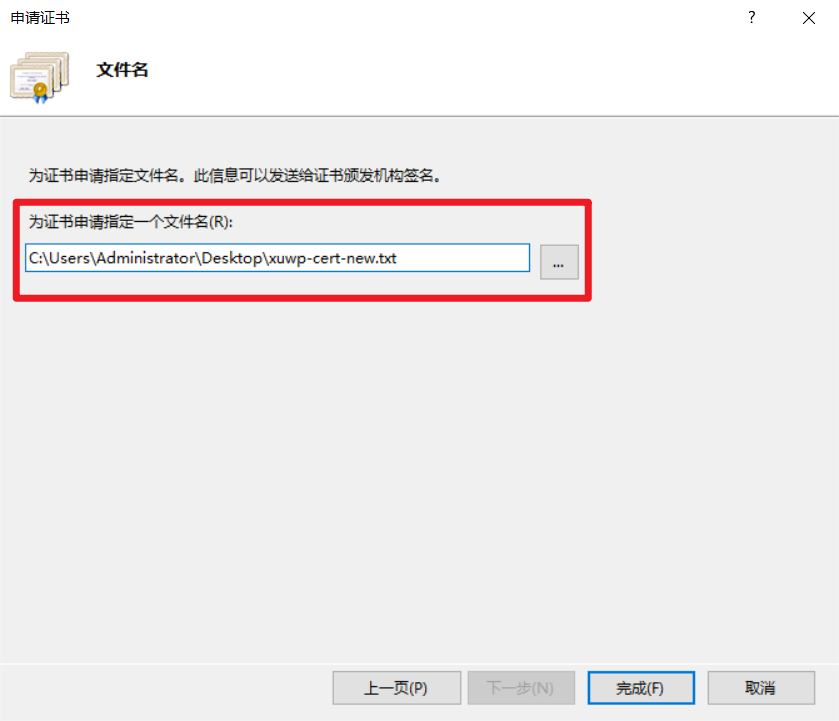 申请证书
?
文件名
为证书申请指定文件名。此信息可以发送给证书颁发机构签名。
为证书申请指定一个文件名(R):
C:\Users\Administrator\Desktop\xuwp-cert-new.txt
...
上一页(P) 下一步(N) 完成(F) 取消